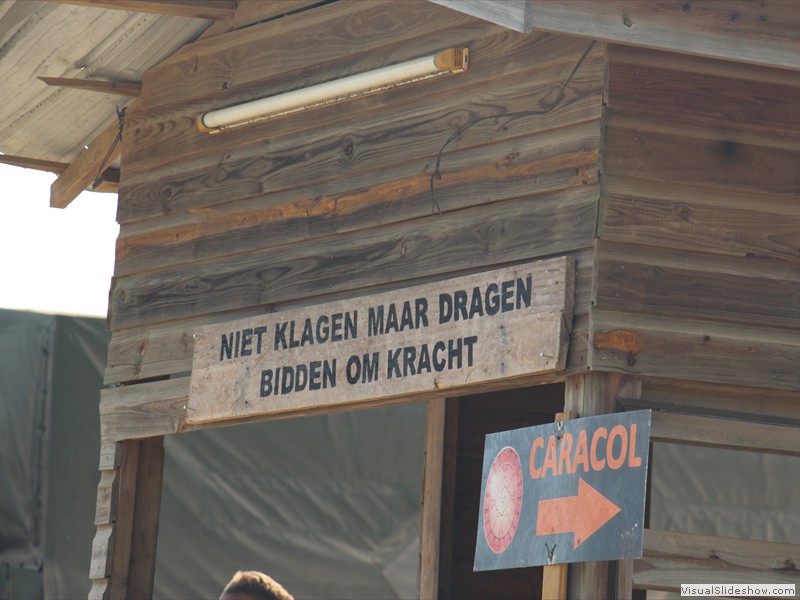 NIET KLAGEN MAAR DRAGEN
BIDDEN OM KRACHT
CARACOL
VisualSlideshow.com